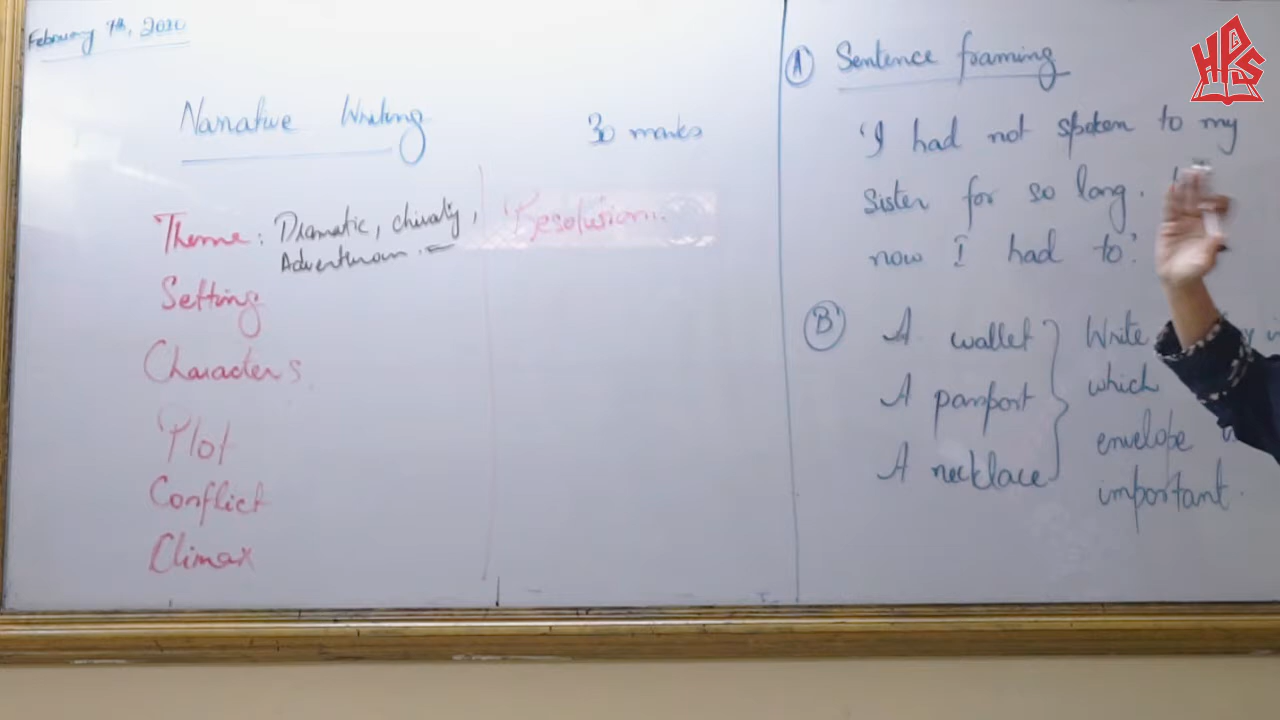 February 7th, 2020
Narrative Writing
30 marks
Theme: Dramatic, chivalry,
Adventurous.
Resolution.
Setting
Characters
Plot
Conflict
Climax
A Sentence framing
'I had not spoken to my
sister for so long.
now I had to'
B A wallet
A passport
A necklace
Write
which
envelope
important.
HPS